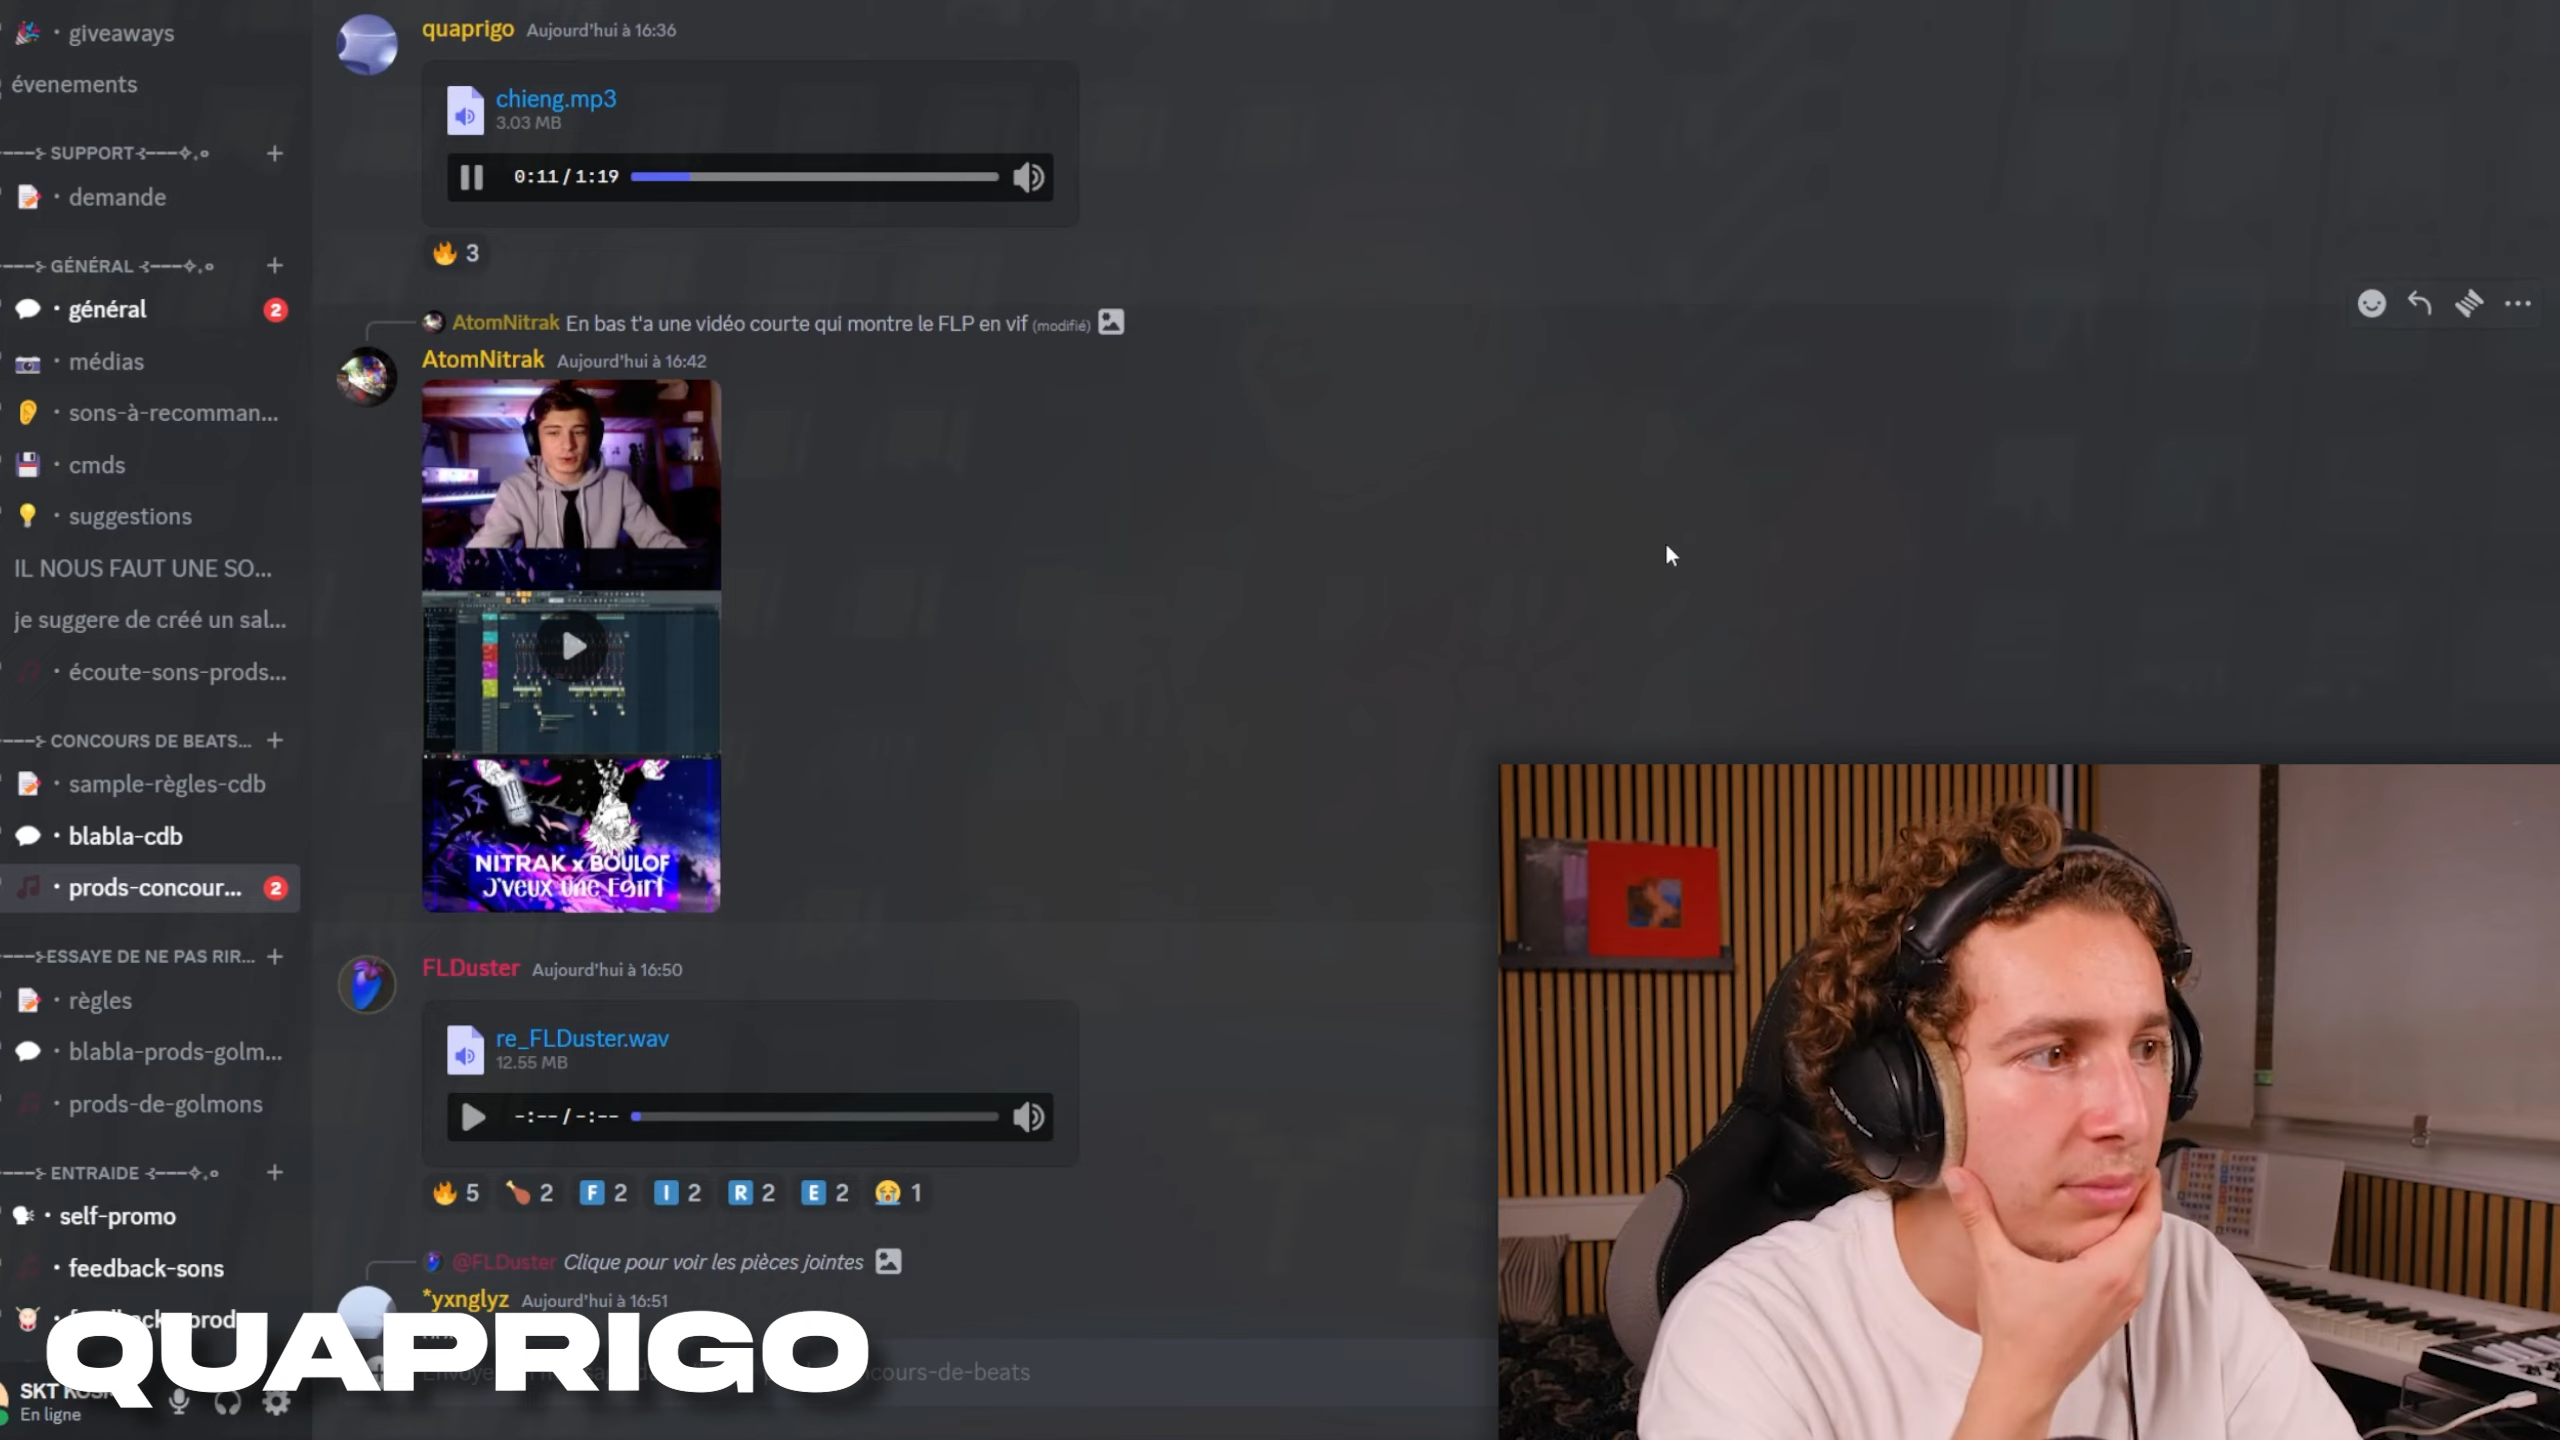 giveaways
évenements
SUPPORT
demande
GÉNÉRAL
général 2
médias
sons-à-recomman...
cmds
suggestions
IL NOUS FAUT UNE SO...
je suggere de créé un sal...
écoute-sons-prods...
CONCOURS DE BEATS...
sample-règles-cdb
blabla-cdb
prods-concour... 2
ESSAYE DE NE PAS RIR...
règles
blabla-prods-golm...
prods-de-golmons
ENTRAIDE
self-promo
feedback-sons
SKT
En ligne
quaprigo Aujourd'hui à 16:36
chieng.mp3
3.03 MB
0:11 / 1:19
🔥 3
AtomNitrak En bas t'a une vidéo courte qui montre le FLP en vif (modifié)
AtomNitrak Aujourd'hui à 16:42
NITRAK x BOULOF
J'veux une Egirl
FLDuster Aujourd'hui à 16:50
re_FLDuster.wav
12.55 MB
-:-- / -:--
🔥 5 🍗 2 F 2 I 2 R 2 E 2 😭 1
@FLDuster Clique pour voir les pièces jointes
*yxnglyz Aujourd'hui à 16:51
cours-de-beats
QUAPRIGO